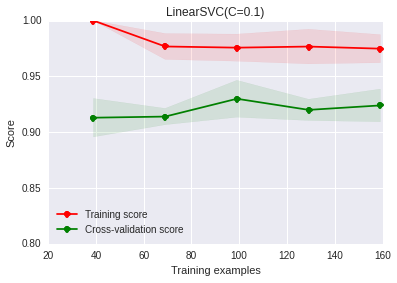 LinearSVC(C=0.1)
1.00
0.95
0.90
0.85
0.80
Score
Training score
Cross-validation score
20 40 60 80 100 120 140 160
Training examples